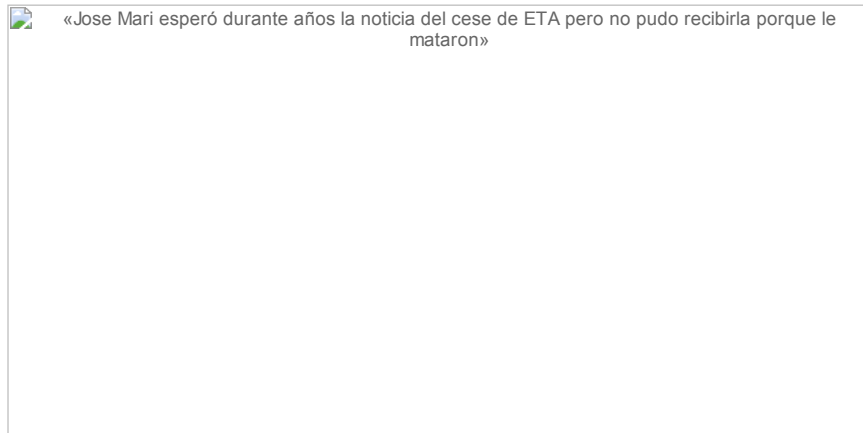 «Jose Mari esperó durante años la noticia del cese de ETA pero no pudo recibirla porque le
mataron»